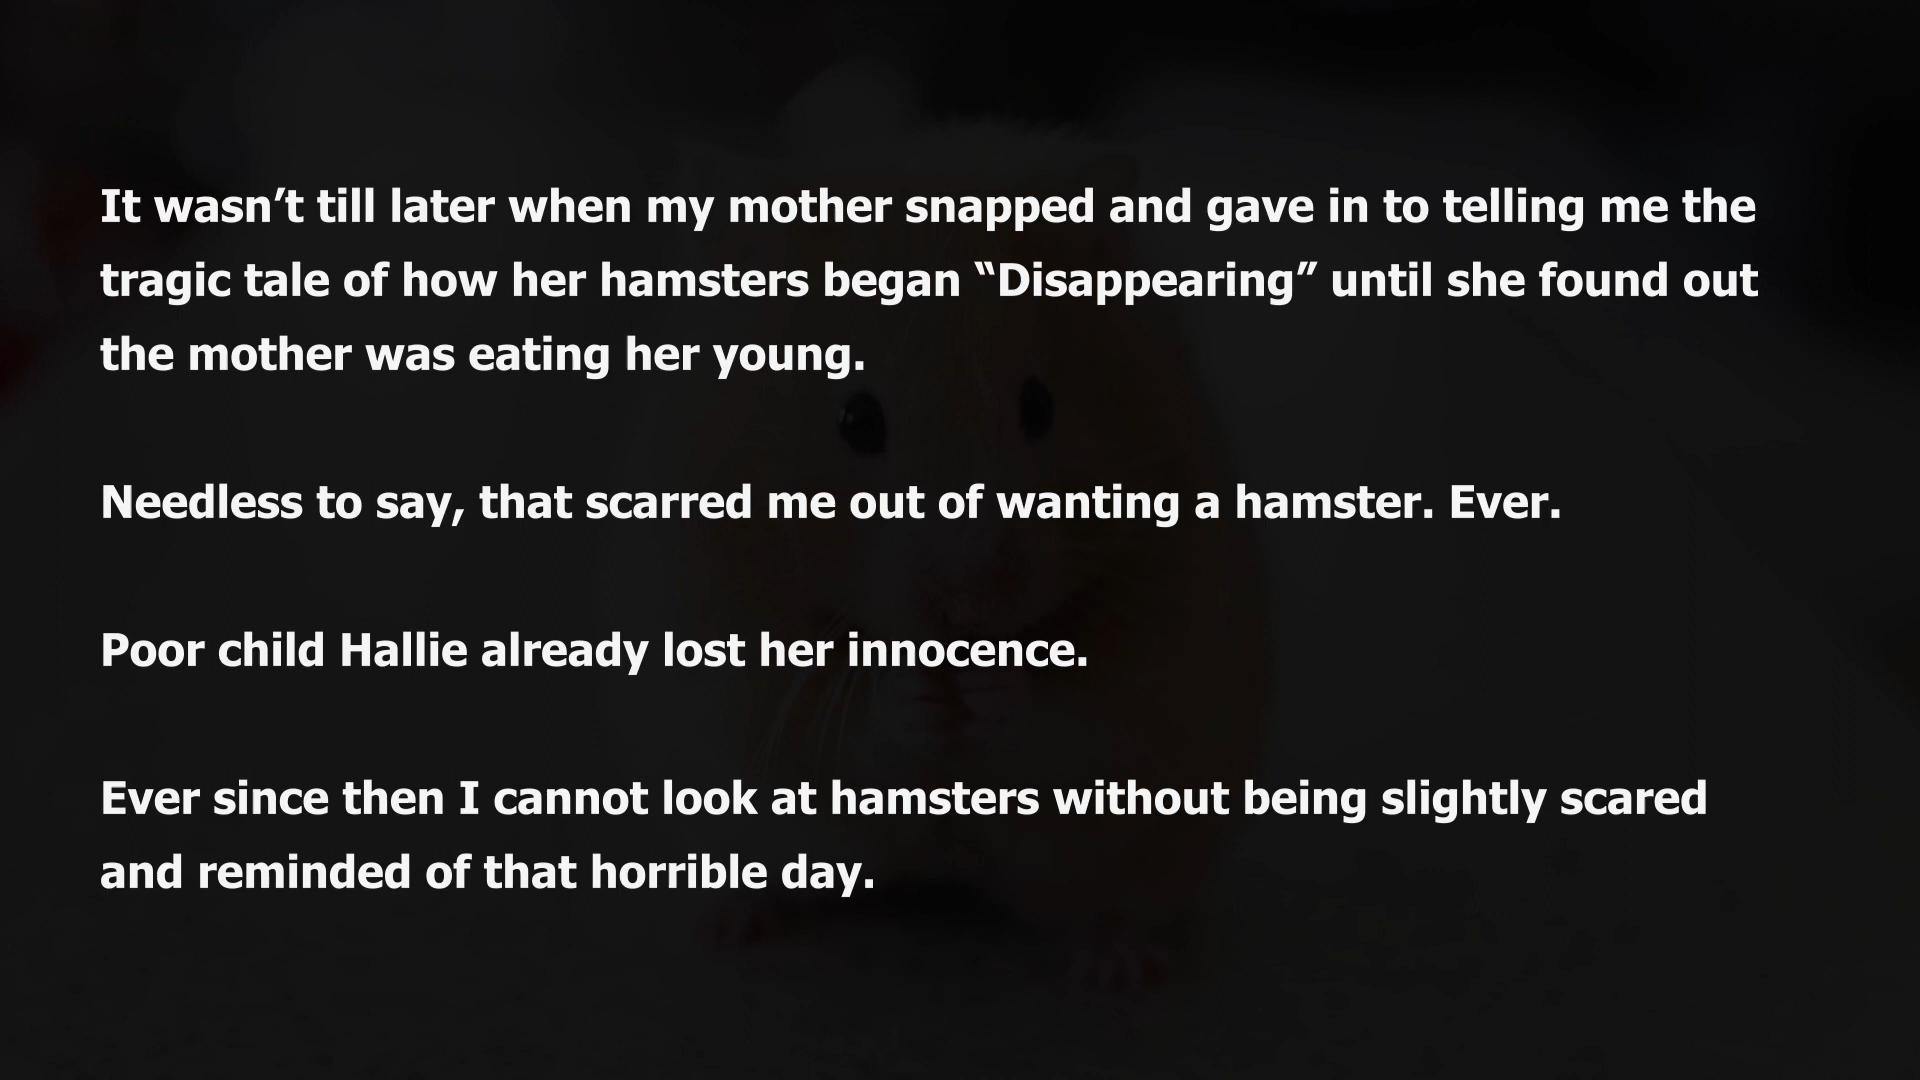 It wasn’t till later when my mother snapped and gave in to telling me the
tragic tale of how her hamsters began “Disappearing” until she found out
the mother was eating her young.
Needless to say, that scarred me out of wanting a hamster. Ever.
Poor child Hallie already lost her innocence.
Ever since then I cannot look at hamsters without being slightly scared
and reminded of that horrible day.